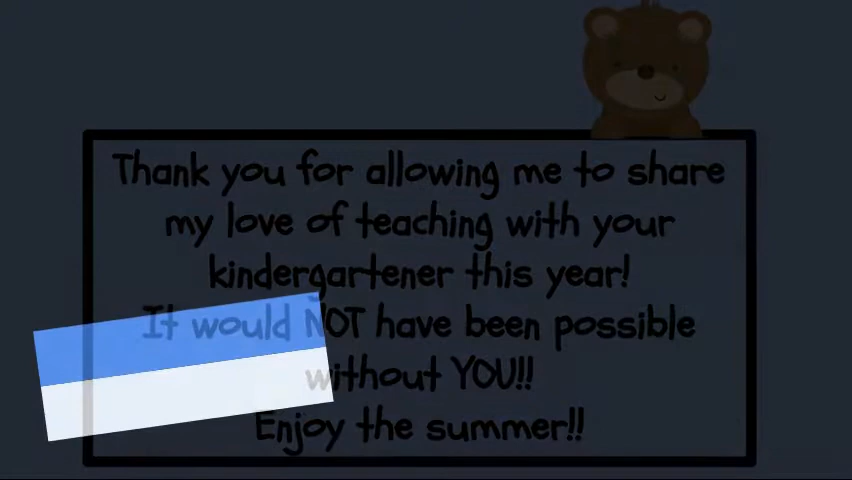 Thank you for allowing me to share
my love of teaching with your
kindergartener this year!
It would NOT have been possible
without YOU!!
Enjoy the summer!!